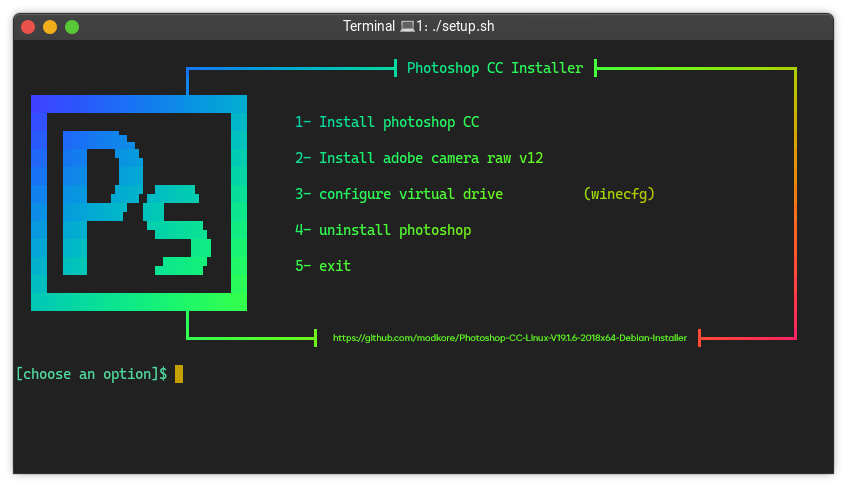 Terminal 💻1: ./setup.sh
Photoshop CC Installer
Ps
1- Install photoshop CC
2- Install adobe camera raw v12
3- configure virtual drive (winecfg)
4- uninstall photoshop
5- exit
https://github.com/modkore/Photoshop-CC-Linux-V19.1.6-2018x64-Debian-Installer
[choose an option]$